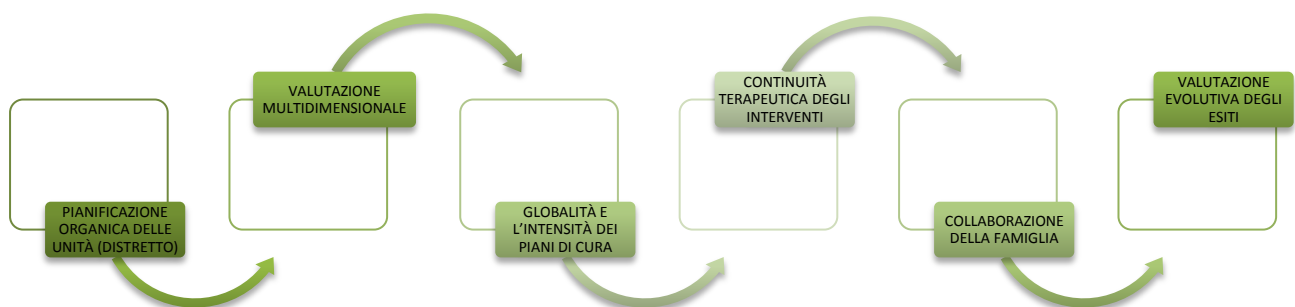 PIANIFICAZIONE
ORGANICA DELLE
UNITÀ (DISTRETTO)
VALUTAZIONE
MULTIDIMENSIONALE
GLOBALITÀ E
L’INTENSITÀ DEI
PIANI DI CURA
CONTINUITÀ
TERAPEUTICA DEGLI
INTERVENTI
COLLABORAZIONE
DELLA FAMIGLIA
VALUTAZIONE
EVOLUTIVA DEGLI
ESITI